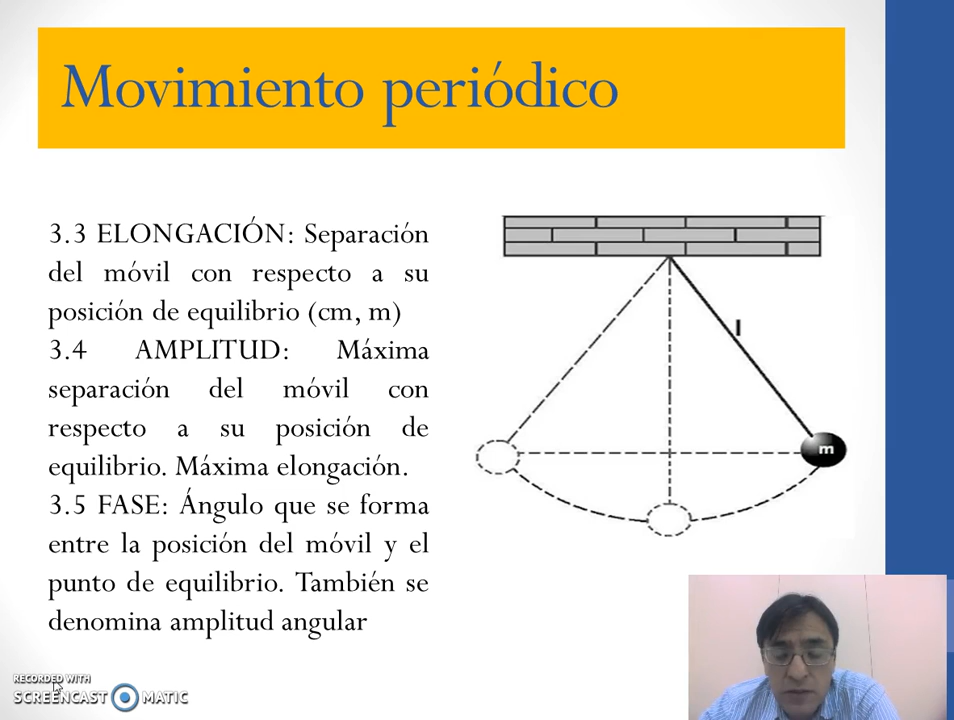 Movimiento periódico
3.3 ELONGACIÓN: Separación
del móvil con respecto a su
posición de equilibrio (cm, m)
3.4 AMPLITUD: Máxima
separación del móvil con
respecto a su posición de
equilibrio. Máxima elongación.
3.5 FASE: Ángulo que se forma
entre la posición del móvil y el
punto de equilibrio. También se
denomina amplitud angular
l
m
RECORDED WITH
SCREENCAST MATIC